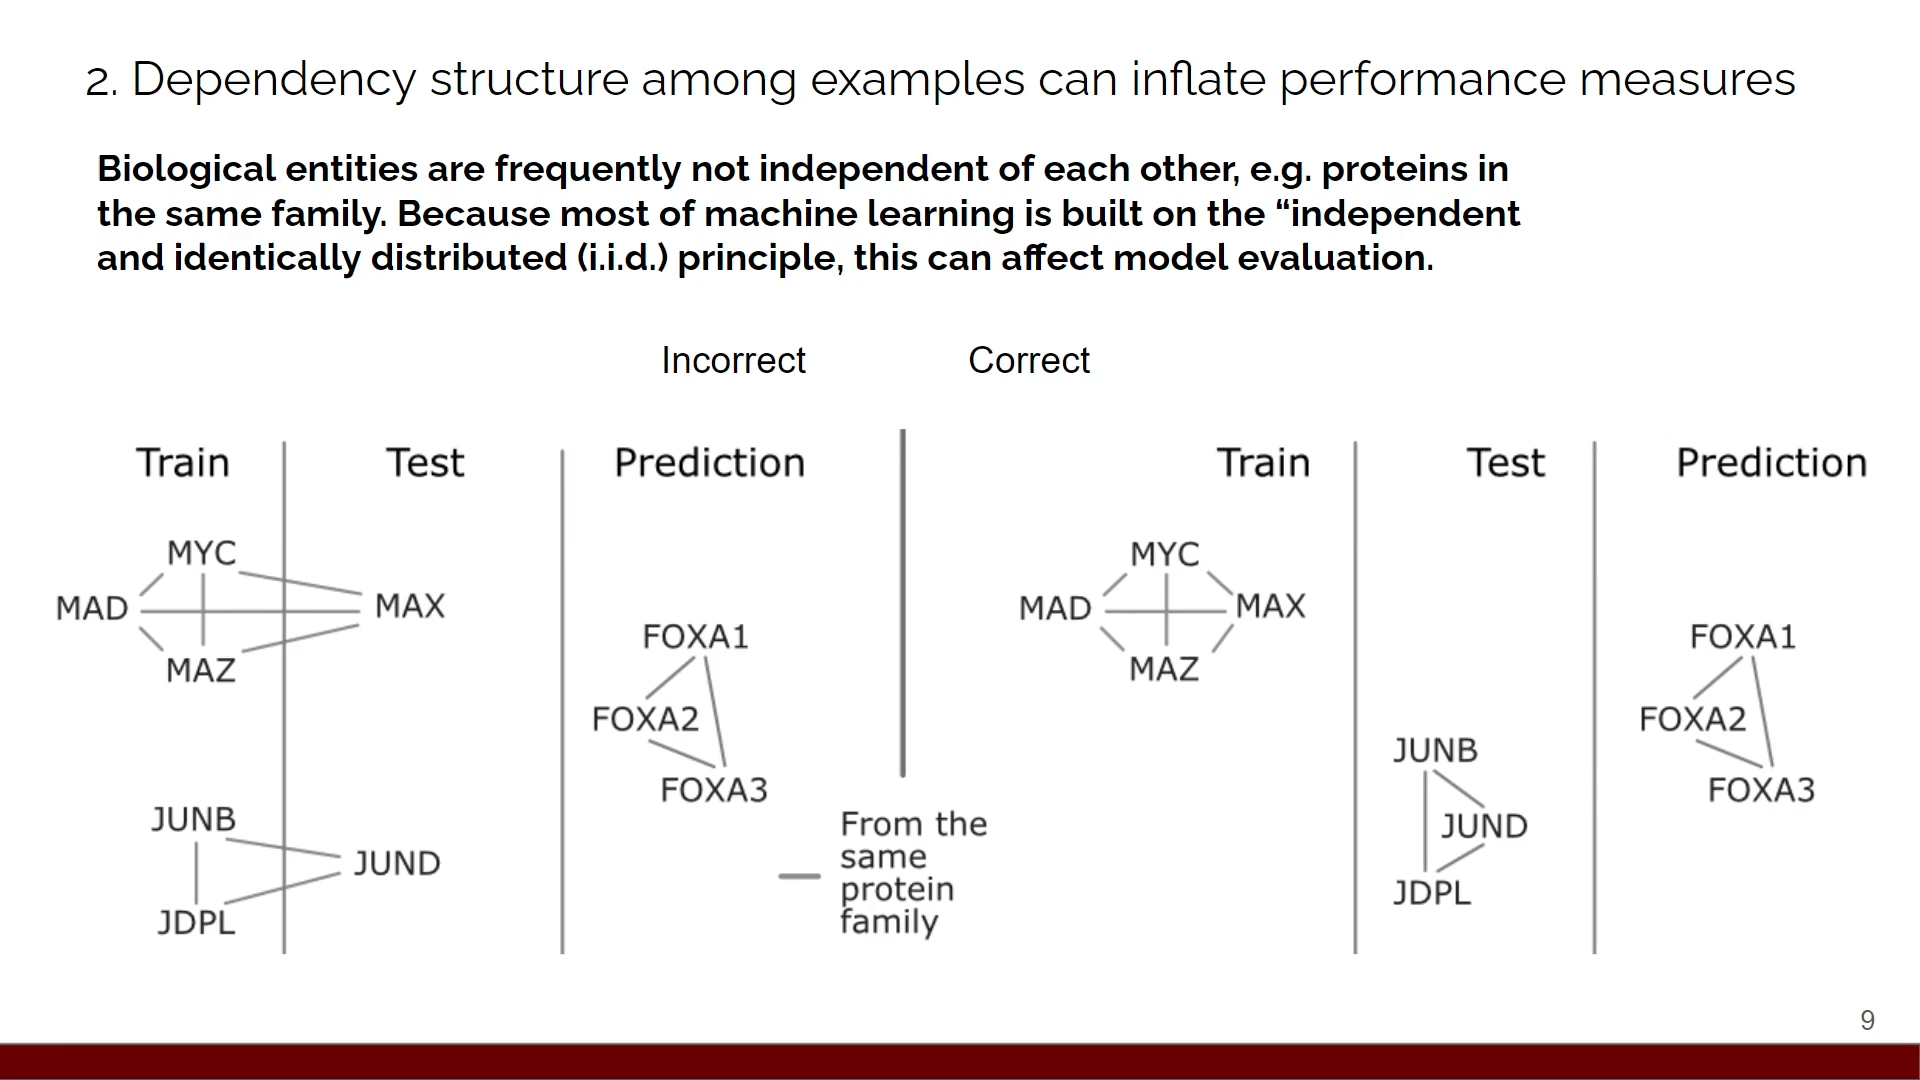 2. Dependency structure among examples can inflate performance measures
Biological entities are frequently not independent of each other, e.g. proteins in
the same family. Because most of machine learning is built on the “independent
and identically distributed (i.i.d.) principle, this can affect model evaluation.
Incorrect
Train
Test
Prediction
MYC
MAD
MAX
MAZ
FOXA1
FOXA2
FOXA3
JUNB
JUND
JDPL
From the
same
protein
family
Correct
Train
Test
Prediction
MYC
MAD
MAX
MAZ
JUNB
JUND
JDPL
FOXA1
FOXA2
FOXA3
9